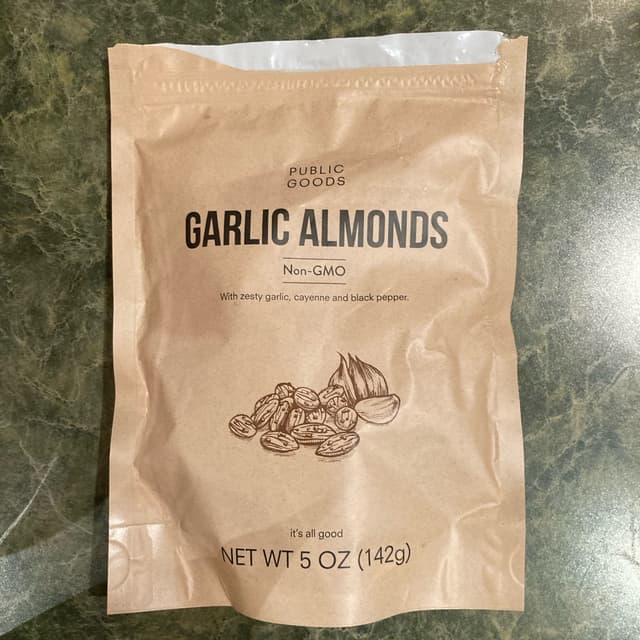 PUBLIC
GOODS
GARLIC ALMONDS
Non-GMO
With zesty garlic, cayenne and black pepper.
it's all good
NET WT 5 OZ (142g)